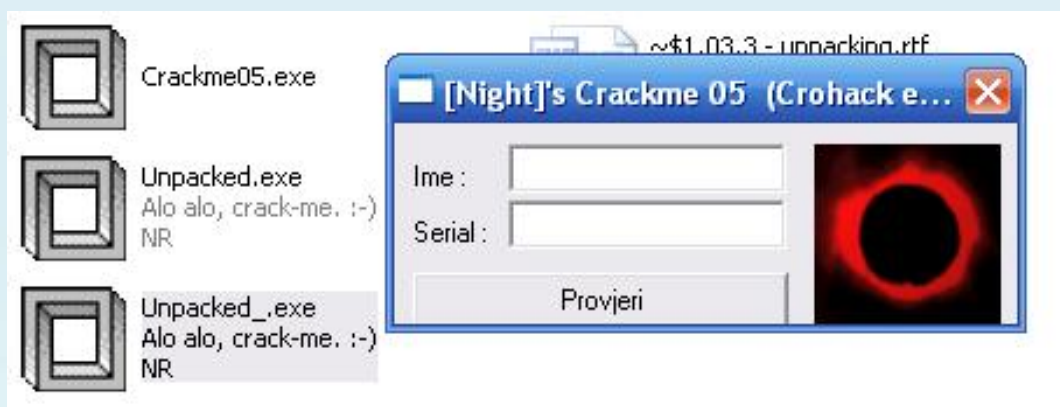 Crackme05.exe
Unpacked.exe
Alo alo, crack-me. :-)
NR
Unpacked_.exe
Alo alo, crack-me. :-)
NR
~$1.03.3 - unpacking.rtf
[Night]'s Crackme 05 (Crohack e...
Ime :
Serial :
Provjeri